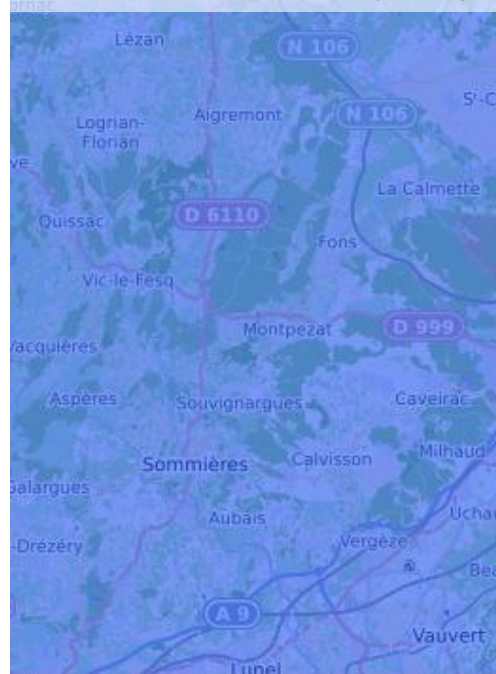 Lézan
N 106
Aigremont
N 106
Logrian-
Florian
La Calmette
D 6110
Quissac
Fons
Vic-le-Fesq
Montpezat
D 999
Vacquières
Aspères
Souvignargues
Caveirac
Sommières
Calvisson
Milhaud
Salargues
Aubais
-Drézéry
Vergèze
A 9
Vauvert
Lunel